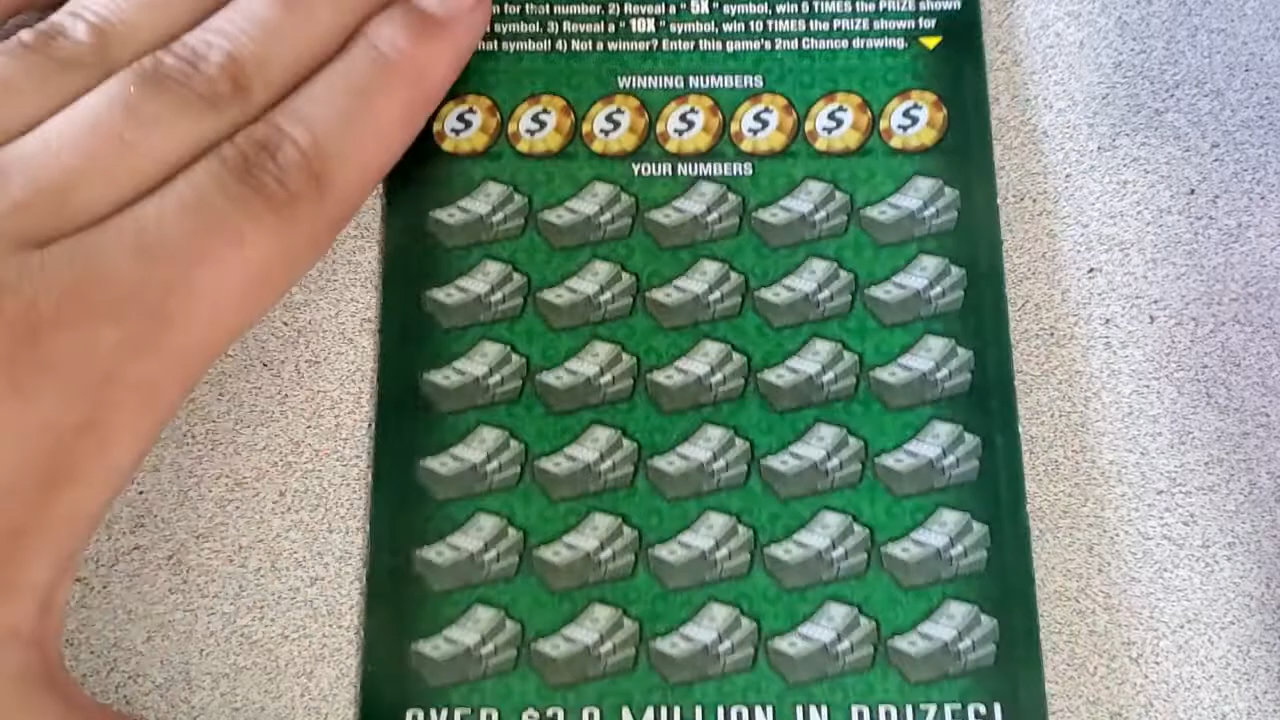 n for that number. 2) Reveal a "5X" symbol, win 5 TIMES the PRIZE shown
symbol. 3) Reveal a "10X" symbol, win 10 TIMES the PRIZE shown for
hat symbol! 4) Not a winner? Enter this game's 2nd Chance drawing.
WINNING NUMBERS
$ $ $ $ $ $ $
YOUR NUMBERS
OVER $ MILLION IN PRIZES!